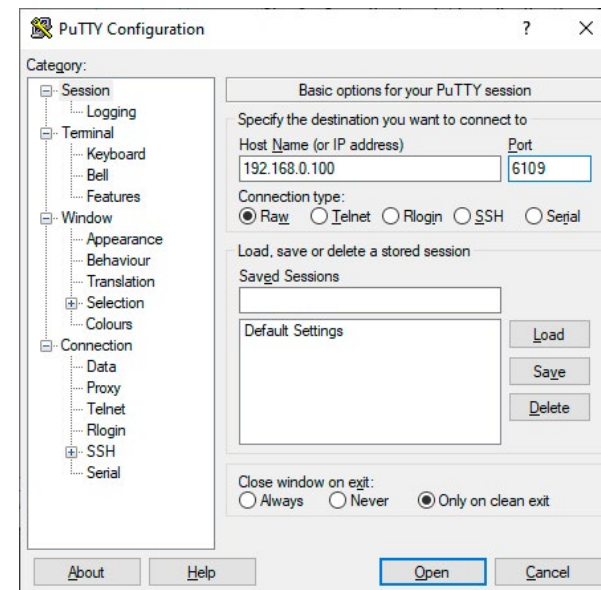 PuTTY Configuration ? X
Category:
Session
Logging
Terminal
Keyboard
Bell
Features
Window
Appearance
Behaviour
Translation
Selection
Colours
Connection
Data
Proxy
Telnet
Rlogin
SSH
Serial
Basic options for your PuTTY session
Specify the destination you want to connect to
Host Name (or IP address) Port
192.168.0.100 6109
Connection type:
Raw Telnet Rlogin SSH Serial
Load, save or delete a stored session
Saved Sessions
Default Settings
Load
Save
Delete
Close window on exit:
Always Never Only on clean exit
About Help Open Cancel